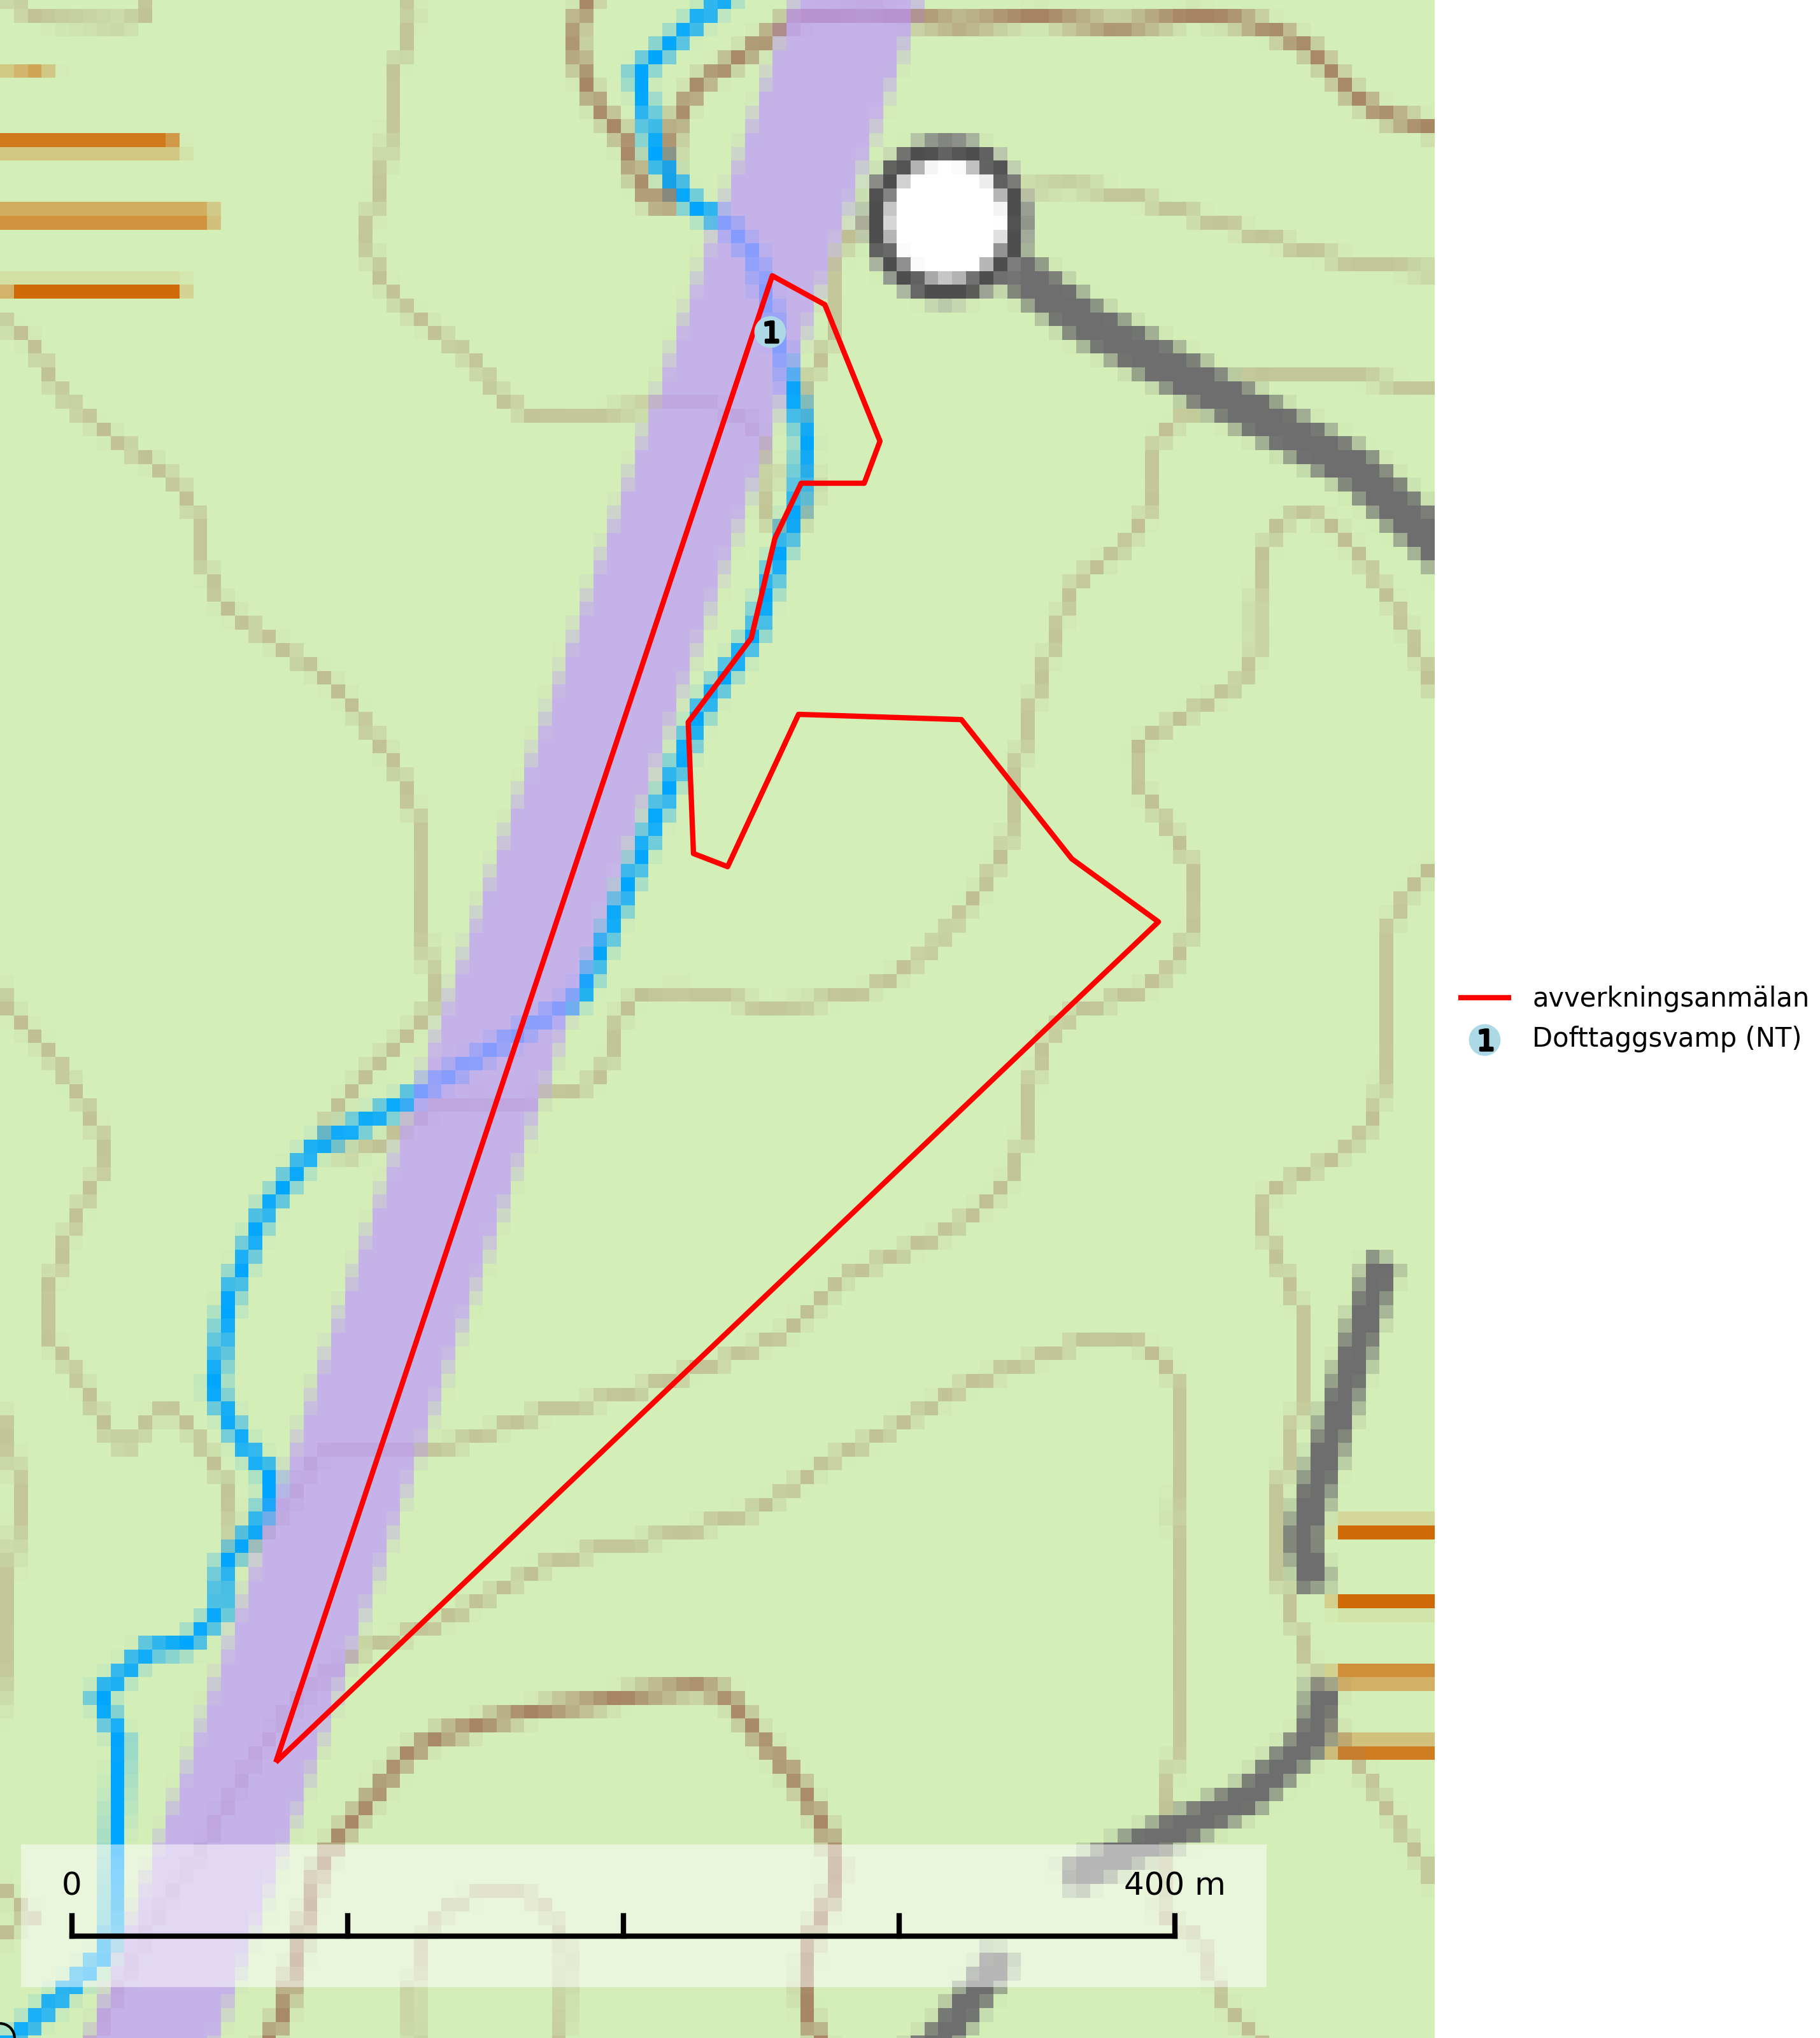 1
avverkningsanmälan
1 Dofttaggsvamp (NT)
0 400 m